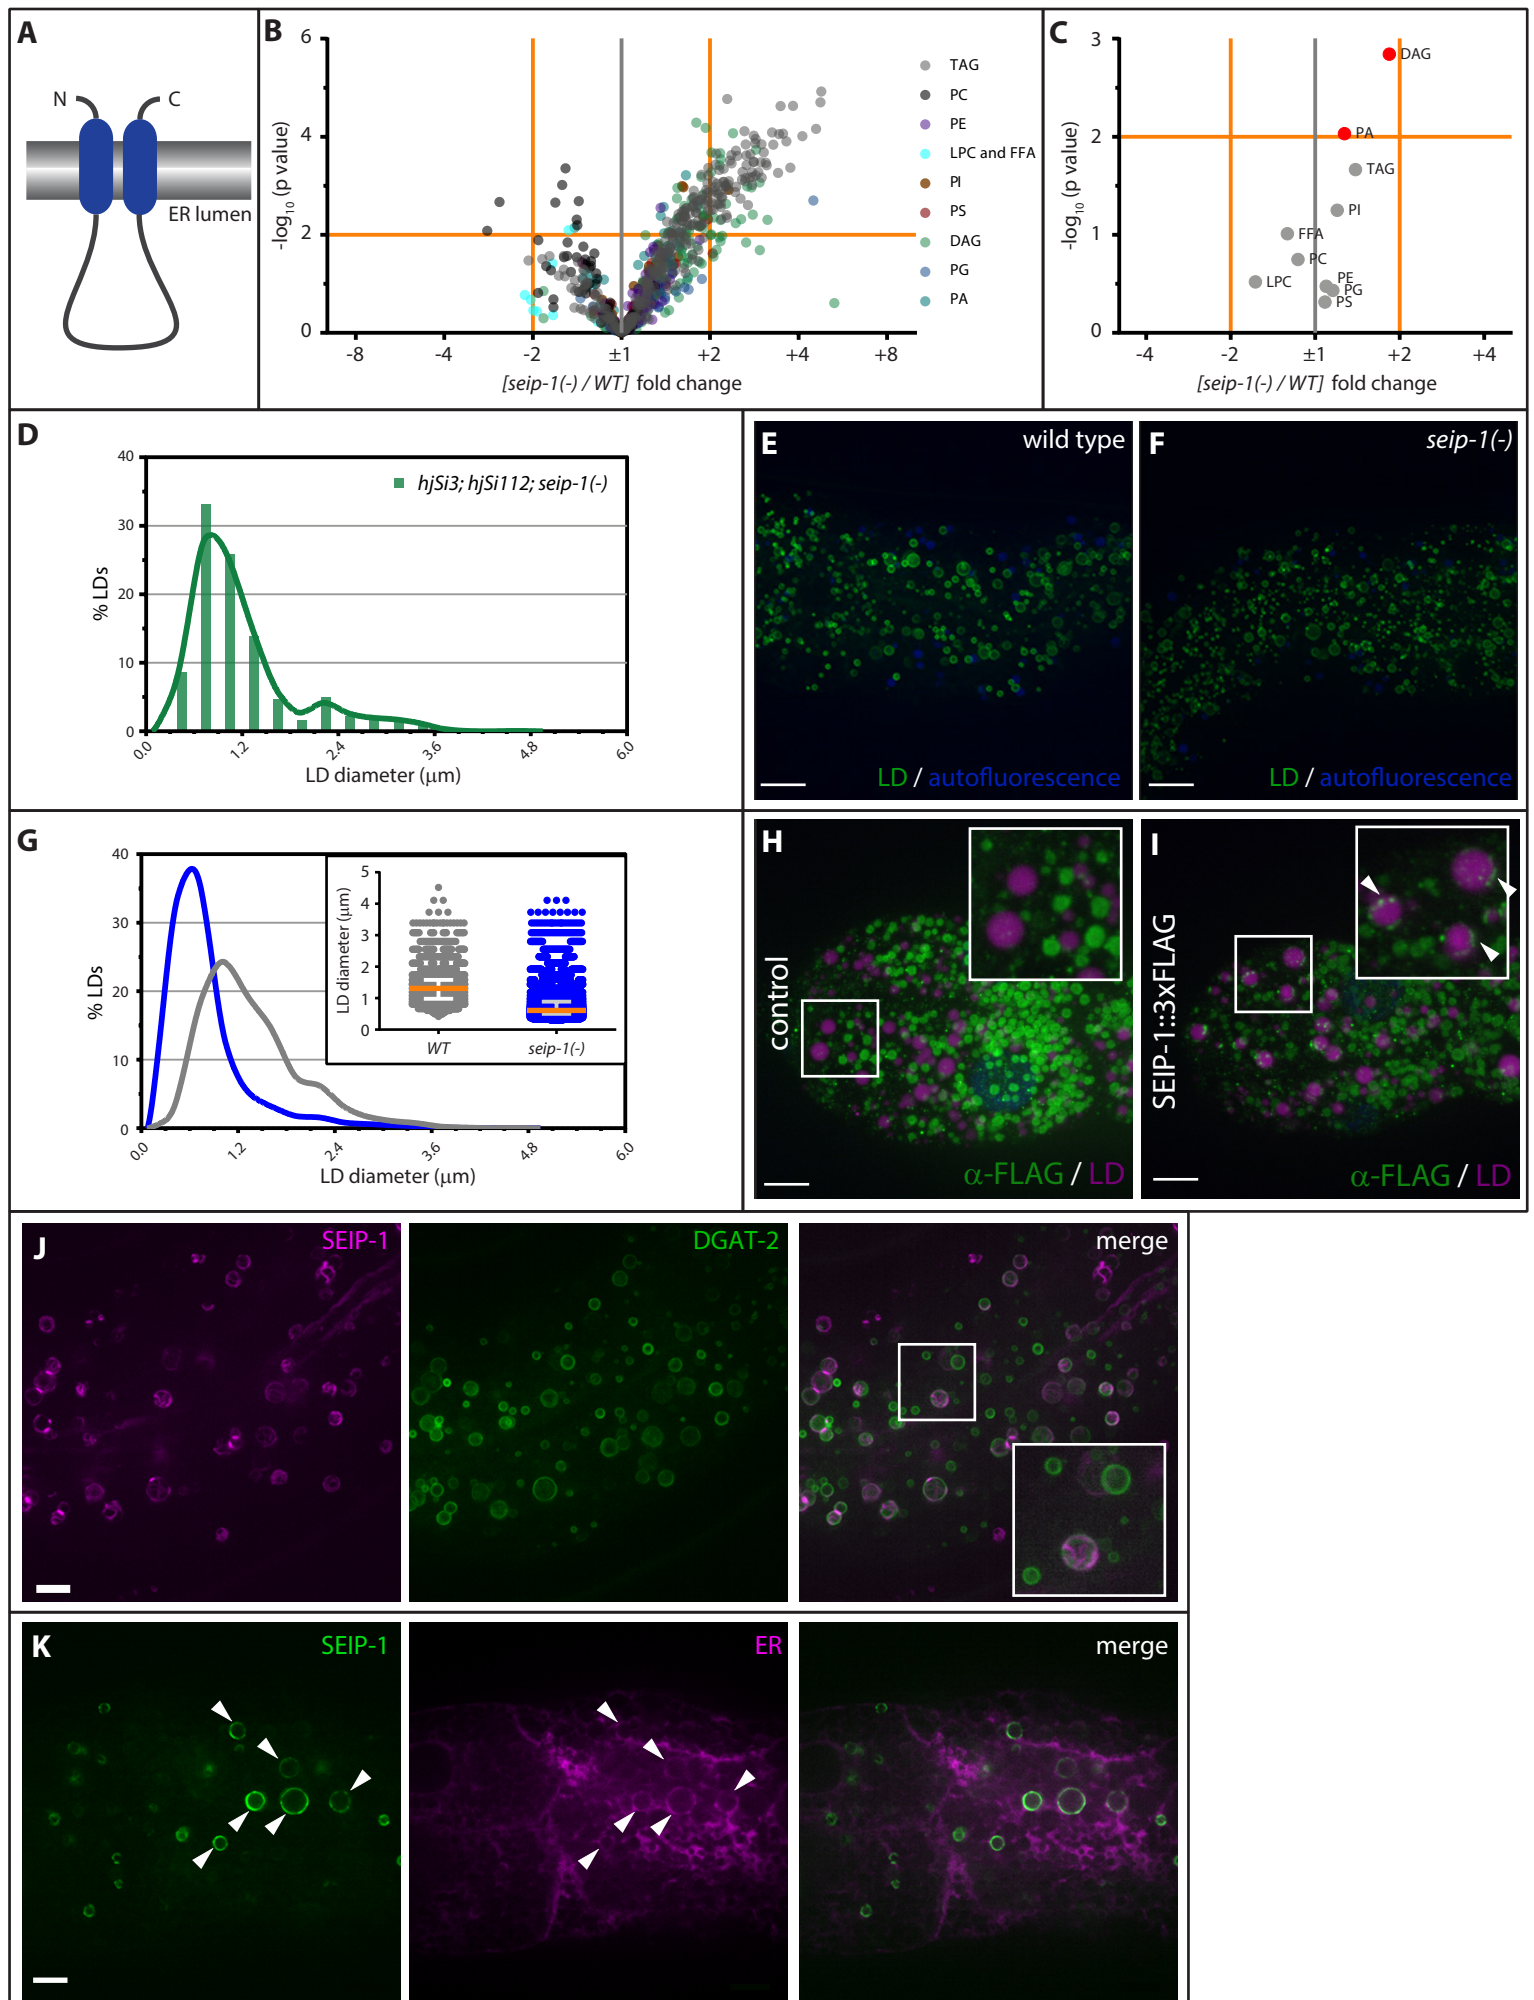 A
N
C
ER lumen
B
6
4
2
0
-log10 (p value)
-8
-4
-2
±1
+2
+4
+8
[seip-1(-) / WT] fold change
TAG
PC
PE
LPC and FFA
PI
PS
DAG
PG
PA
C
3
2
1
0
-log10 (p value)
DAG
PA
TAG
PI
FFA
PC
LPC
PE
PG
PS
-4
-2
±1
+2
+4
[seip-1(-) / WT] fold change
D
40
30
20
10
0
% LDs
hjSi3; hjSi112; seip-1(-)
0.0
1.2
2.4
3.6
4.8
6.0
LD diameter (μm)
E
wild type
LD / autofluorescence
F
seip-1(-)
LD / autofluorescence
G
40
30
20
10
0
% LDs
5
4
3
2
1
0
LD diameter (μm)
WT
seip-1(-)
0.0
1.2
2.4
3.6
4.8
6.0
LD diameter (μm)
H
control
α-FLAG / LD
I
SEIP-1::3xFLAG
α-FLAG / LD
J
SEIP-1
DGAT-2
merge
K
SEIP-1
ER
merge